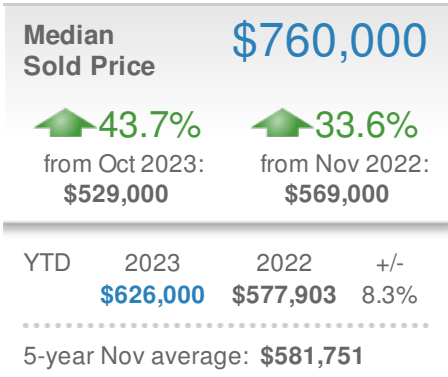 Median $760,000
Sold Price
43.7% 33.6%
from Oct 2023: from Nov 2022:
$529,000 $569,000
YTD 2023 2022 +/-
$626,000 $577,903 8.3%
5-year Nov average: $581,751